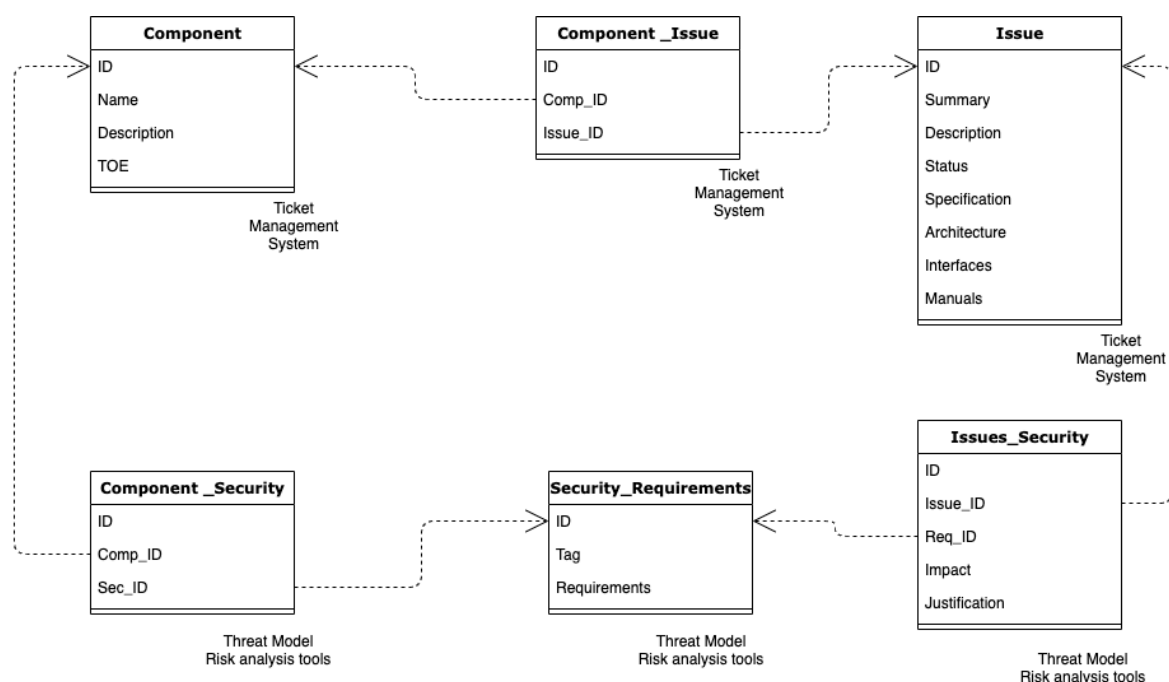 Component
ID
Name
Description
TOE
Ticket
Management
System
Component _Issue
ID
Comp_ID
Issue_ID
Ticket
Management
System
Issue
ID
Summary
Description
Status
Specification
Architecture
Interfaces
Manuals
Ticket
Management
System
Component _Security
ID
Comp_ID
Sec_ID
Threat Model
Risk analysis tools
Security_Requirements
ID
Tag
Requirements
Threat Model
Risk analysis tools
Issues_Security
ID
Issue_ID
Req_ID
Impact
Justification
Threat Model
Risk analysis tools